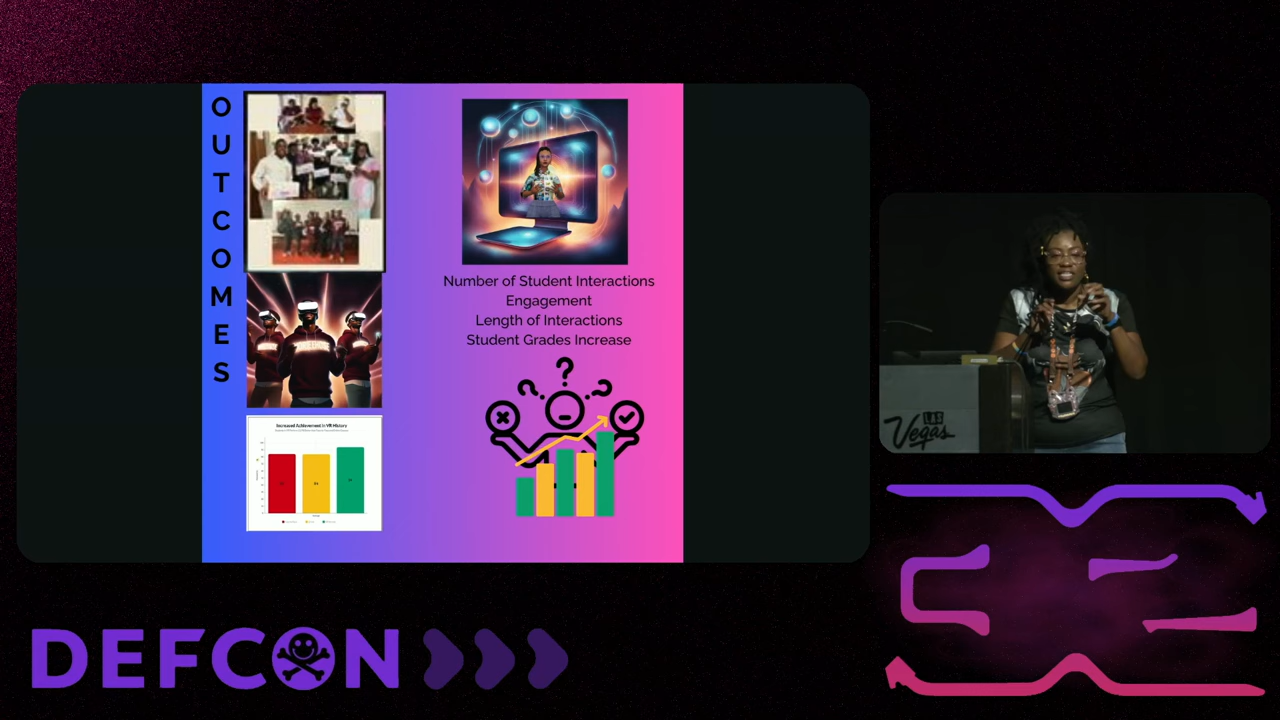 OUTCOMES
Number of Student Interactions
Engagement
Length of Interactions
Student Grades Increase
Increased Achievement in VR History
LAS
Vegas
DEFCON